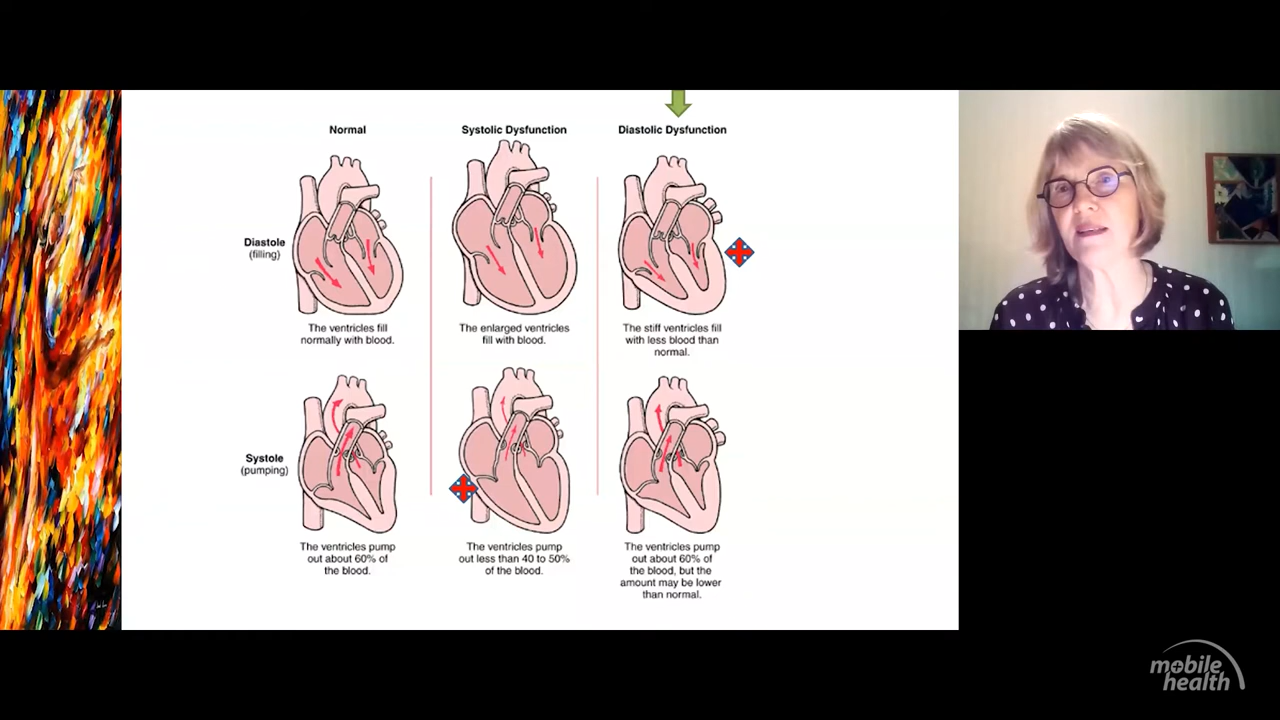 Normal
Systolic Dysfunction
Diastolic Dysfunction
Diastole
(filling)
The ventricles fill
normally with blood.
The enlarged ventricles
fill with blood.
The stiff ventricles fill
with less blood than
normal.
Systole
(pumping)
The ventricles pump
out about 60% of
the blood.
The ventricles pump
out less than 40 to 50%
of the blood.
The ventricles pump
out about 60% of
the blood, but the
amount may be lower
than normal.
mobile
health